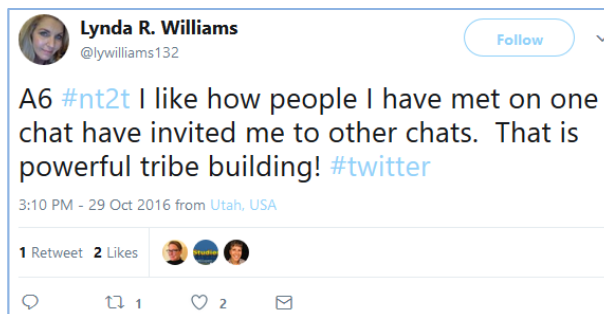 Lynda R. Williams
@lywilliams132
Follow
A6 #nt2t I like how people I have met on one
chat have invited me to other chats.  That is
powerful tribe building! #twitter
3:10 PM - 29 Oct 2016 from Utah, USA
1 Retweet 2 Likes
1 2